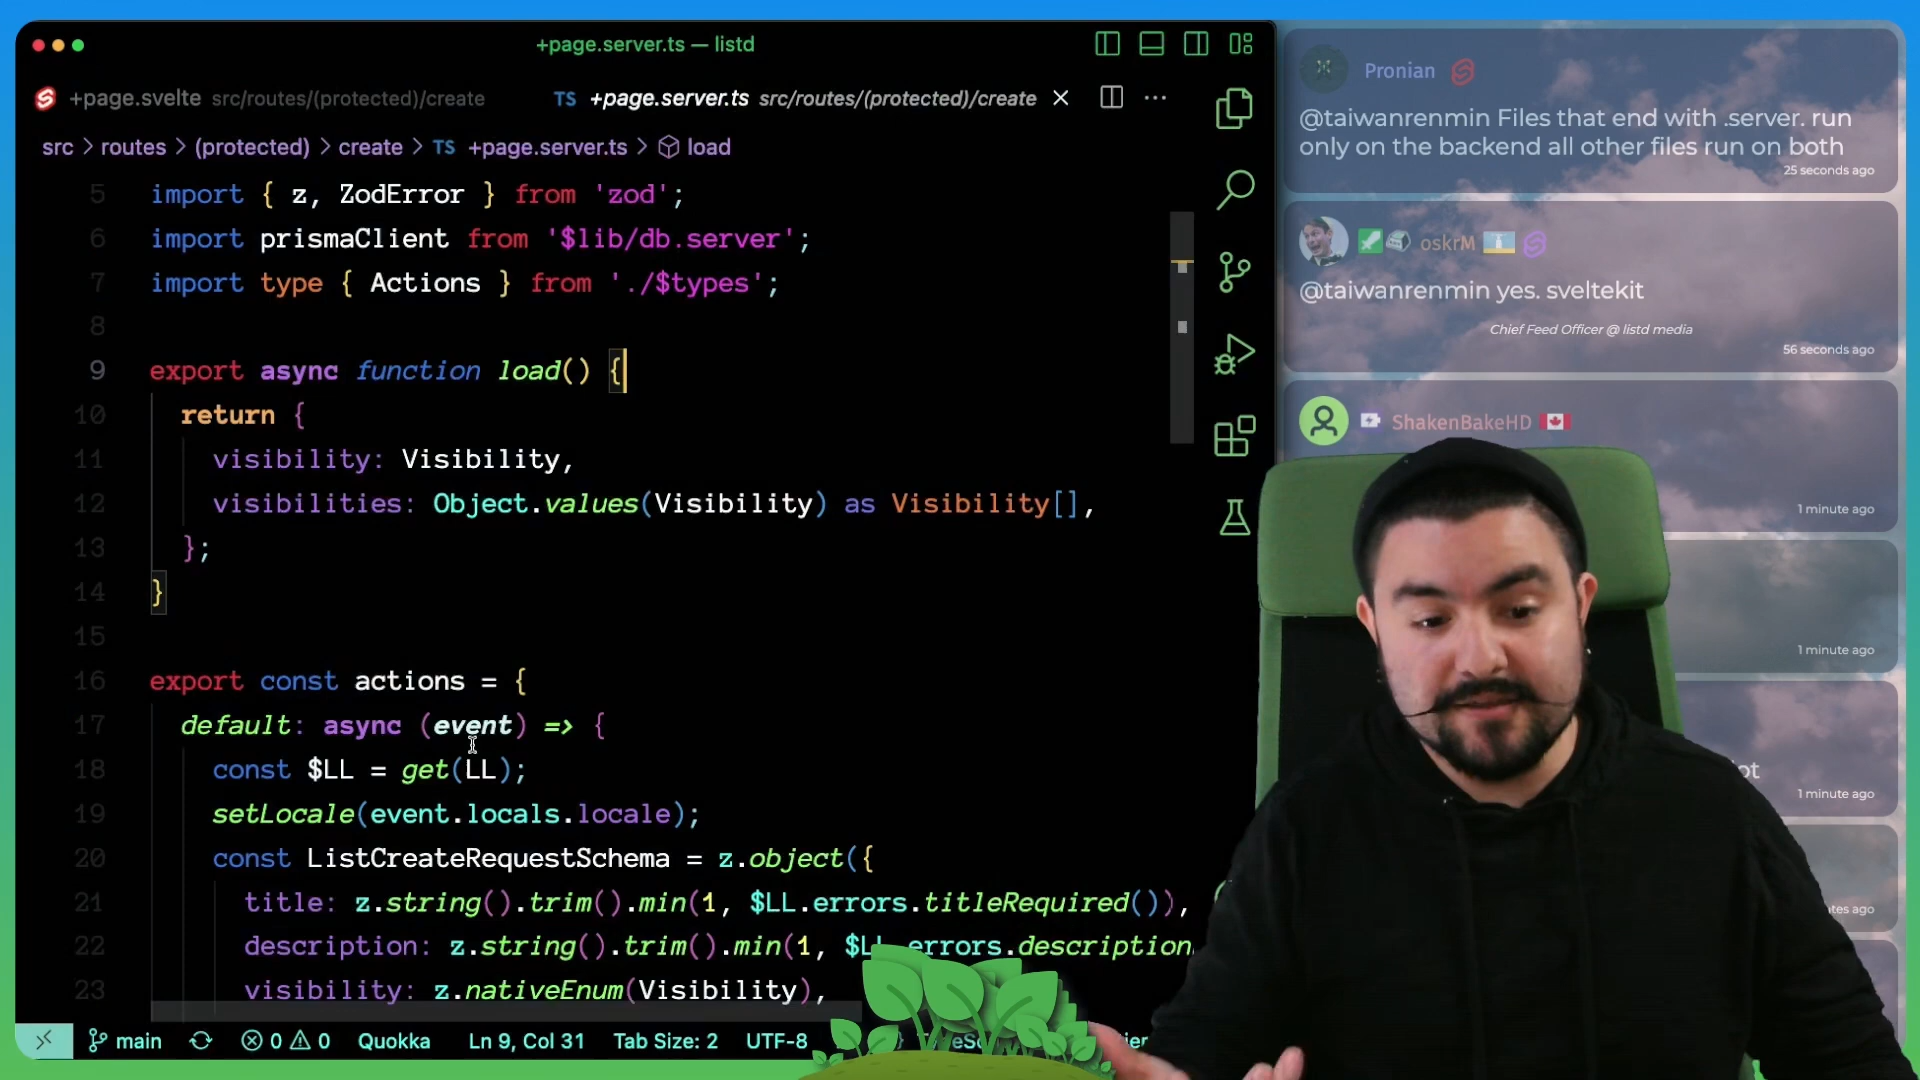 +page.server.ts — listd
+page.svelte src/routes/(protected)/create
TS +page.server.ts src/routes/(protected)/create
src > routes > (protected) > create > TS +page.server.ts > load
5 import { z, ZodError } from 'zod';
6 import prismaClient from '$lib/db.server';
7 import type { Actions } from './$types';
8
9 export async function load() {
10 return {
11 visibility: Visibility,
12 visibilities: Object.values(Visibility) as Visibility[],
13 };
14 }
15
16 export const actions = {
17 default: async (event) => {
18 const $LL = get(LL);
19 setLocale(event.locals.locale);
20 const ListCreateRequestSchema = z.object({
21 title: z.string().trim().min(1, $LL.errors.titleRequired()),
22 description: z.string().trim().min(1, $LL.errors.description
23 visibility: z.nativeEnum(Visibility),
main 0 0 Quokka Ln 9, Col 31 Tab Size: 2 UTF-8
Pronian
@taiwanrenmin Files that end with .server. run
only on the backend all other files run on both
25 seconds ago
oskrM
@taiwanrenmin yes. sveltekit
Chief Feed Officer @ listd media
56 seconds ago
ShakenBakeHD
1 minute ago
1 minute ago
1 minute ago